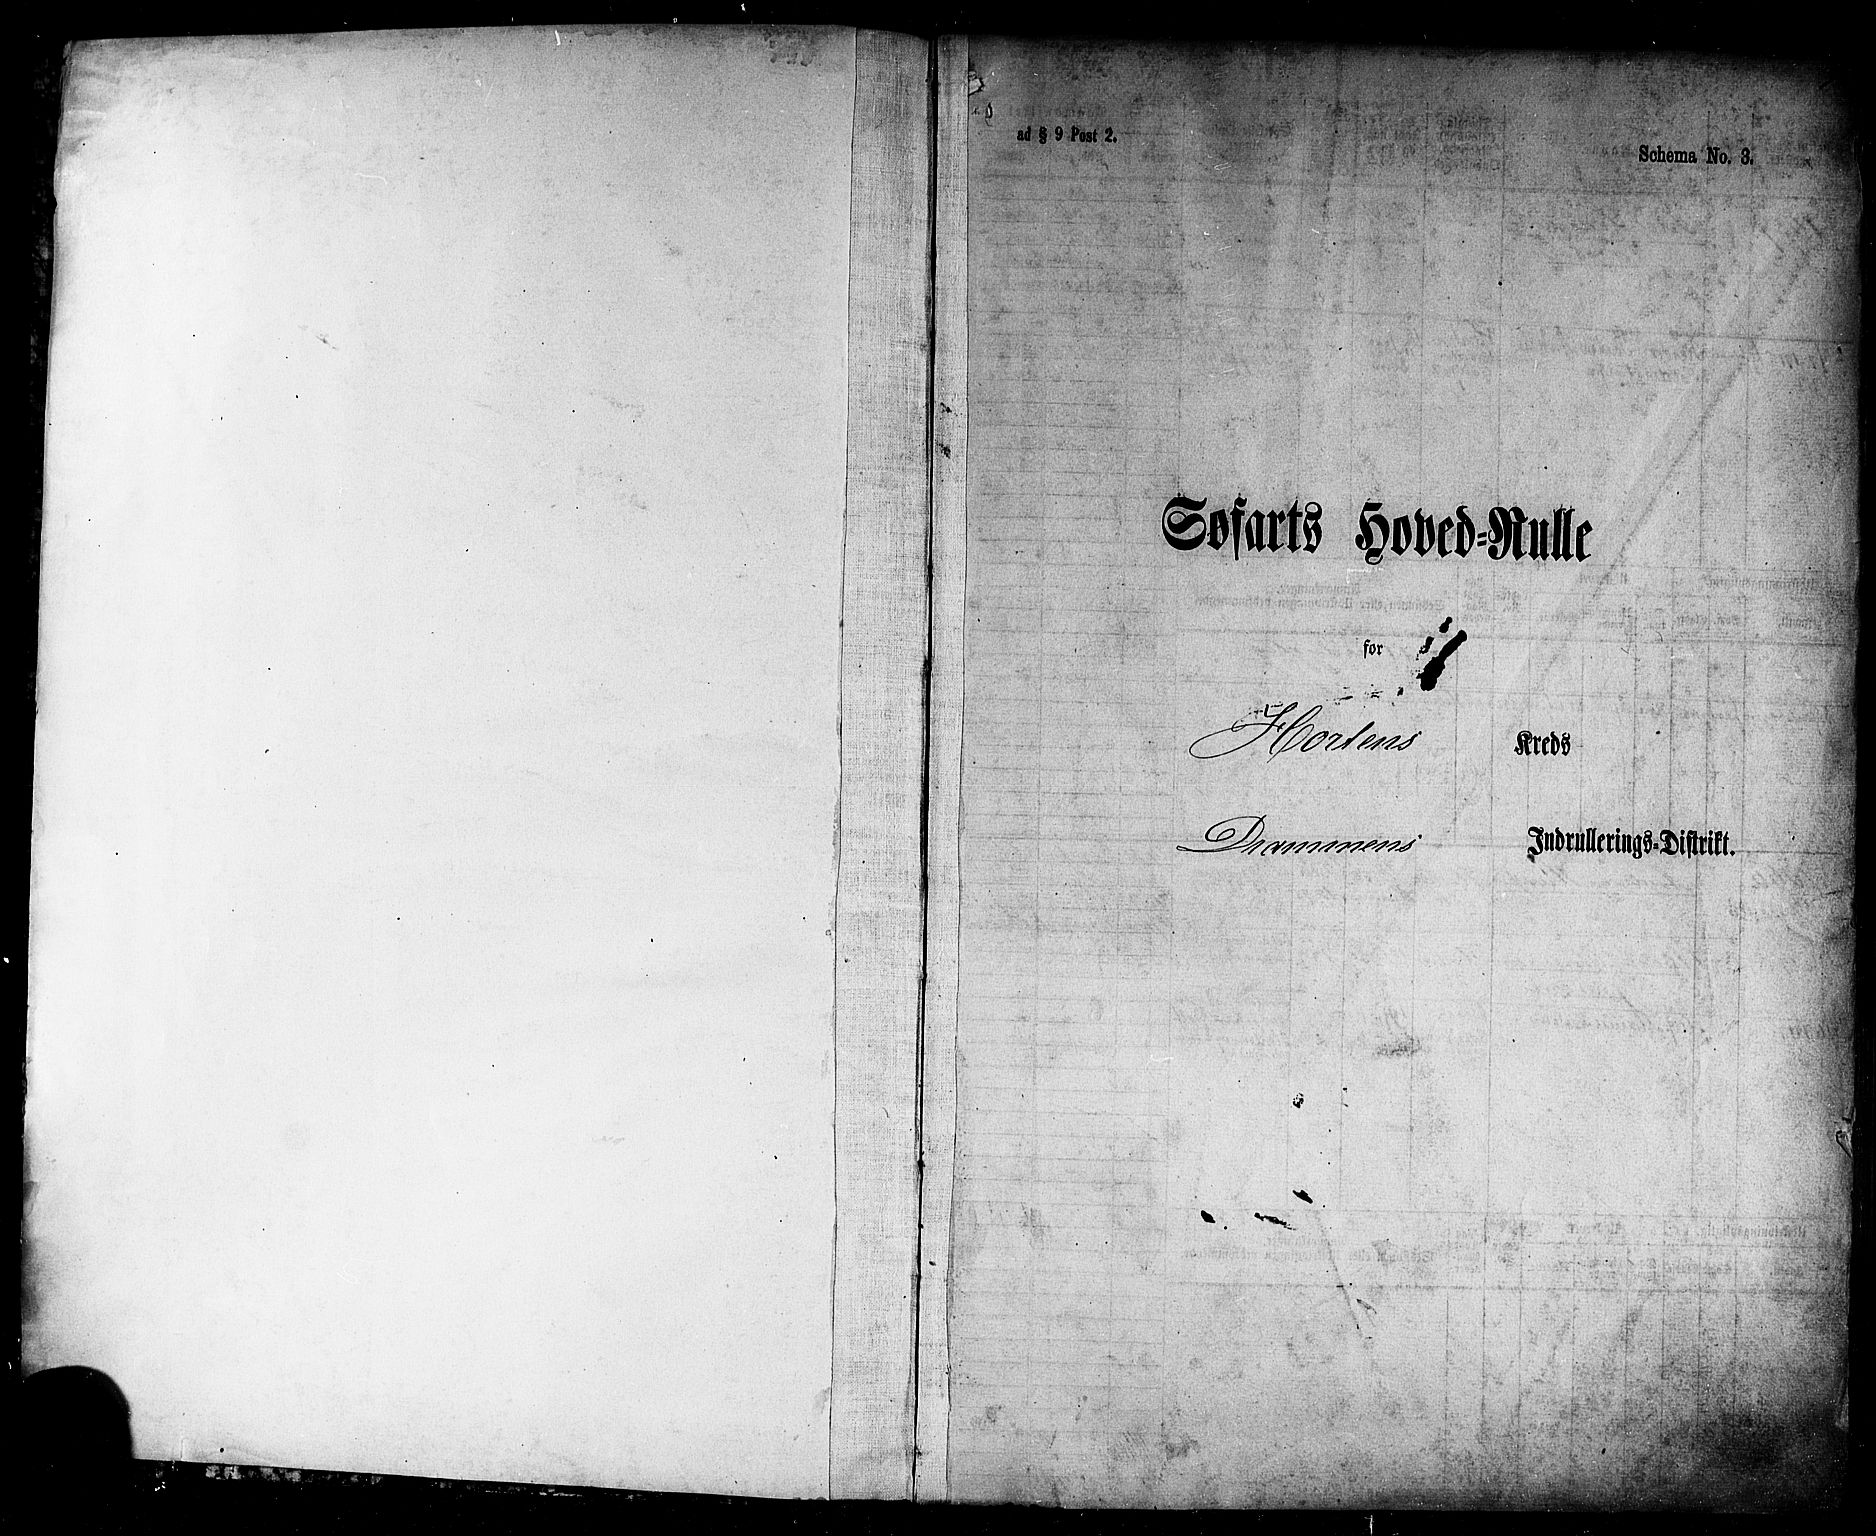 ad § 9 Post 2.
Schema No. 3.
Søfarts Hoved-Rulle
for
Hortens Kreds
Drammens Indrullerings-Distrikt.